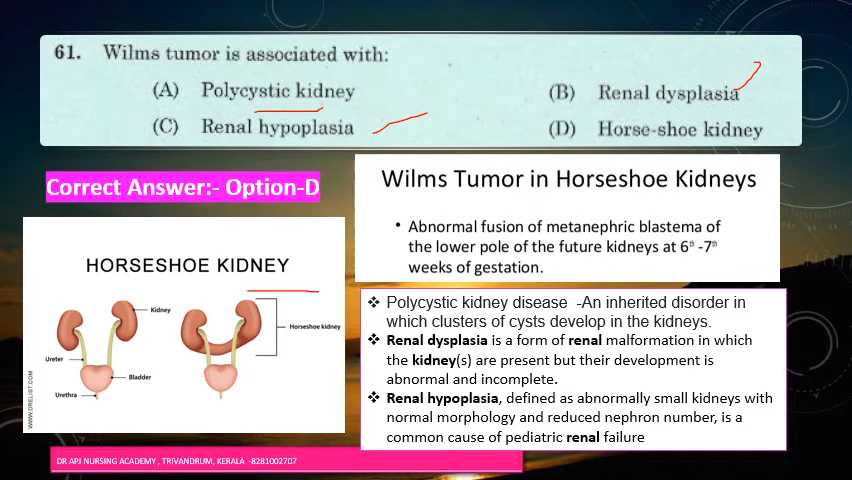 61. Wilms tumor is associated with:
(A) Polycystic kidney
(B) Renal dysplasia
(C) Renal hypoplasia
(D) Horse-shoe kidney
Correct Answer:- Option-D
Wilms Tumor in Horseshoe Kidneys
• Abnormal fusion of metanephric blastema of
the lower pole of the future kidneys at 6th -7th
weeks of gestation.
HORSESHOE KIDNEY
Kidney
Horseshoe kidney
Ureter
Bladder
Urethra
WWW.DRELIST.COM
❖ Polycystic kidney disease -An inherited disorder in
which clusters of cysts develop in the kidneys.
❖ Renal dysplasia is a form of renal malformation in which
the kidney(s) are present but their development is
abnormal and incomplete.
❖ Renal hypoplasia, defined as abnormally small kidneys with
normal morphology and reduced nephron number, is a
common cause of pediatric renal failure
DR APJ NURSING ACADEMY , TRIVANDRUM, KERALA -8281002707